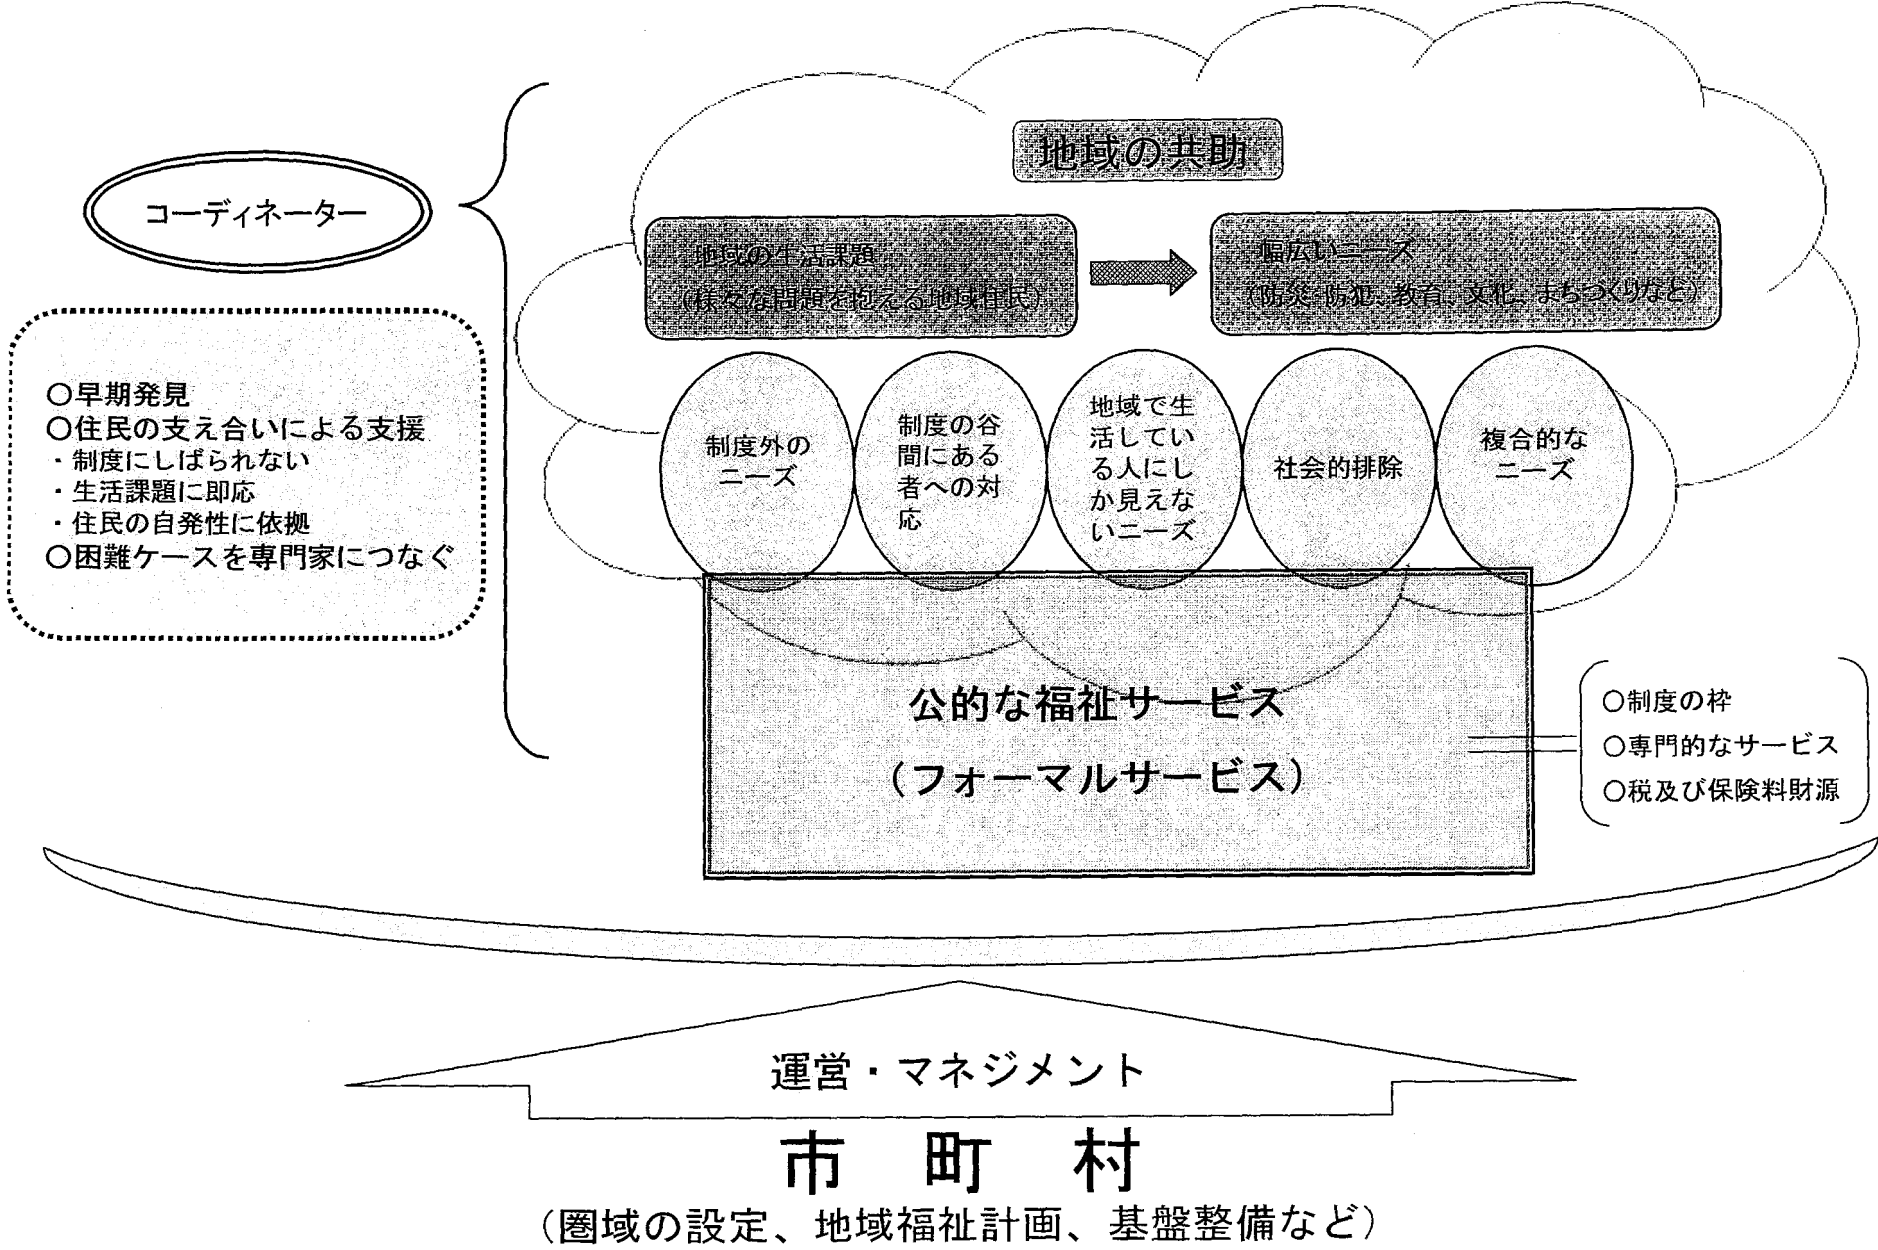 地域の共助
コーディネーター
地域の生活課題
（様々な問題を抱える地域住民）
幅広いニーズ
（防災・防犯、教育、文化、まちづくりなど）
○早期発見
○住民の支え合いによる支援
・制度にしばられない
・生活課題に即応
・住民の自発性に依拠
○困難ケースを専門家につなぐ
制度外の
ニーズ
制度の谷
間にある
者への対
応
地域で生
活してい
る人にし
か見えな
いニーズ
社会的排除
複合的な
ニーズ
公的な福祉サービス
（フォーマルサービス）
○制度の枠
○専門的なサービス
○税及び保険料財源
運営・マネジメント
市　町　村
（圏域の設定、地域福祉計画、基盤整備など）